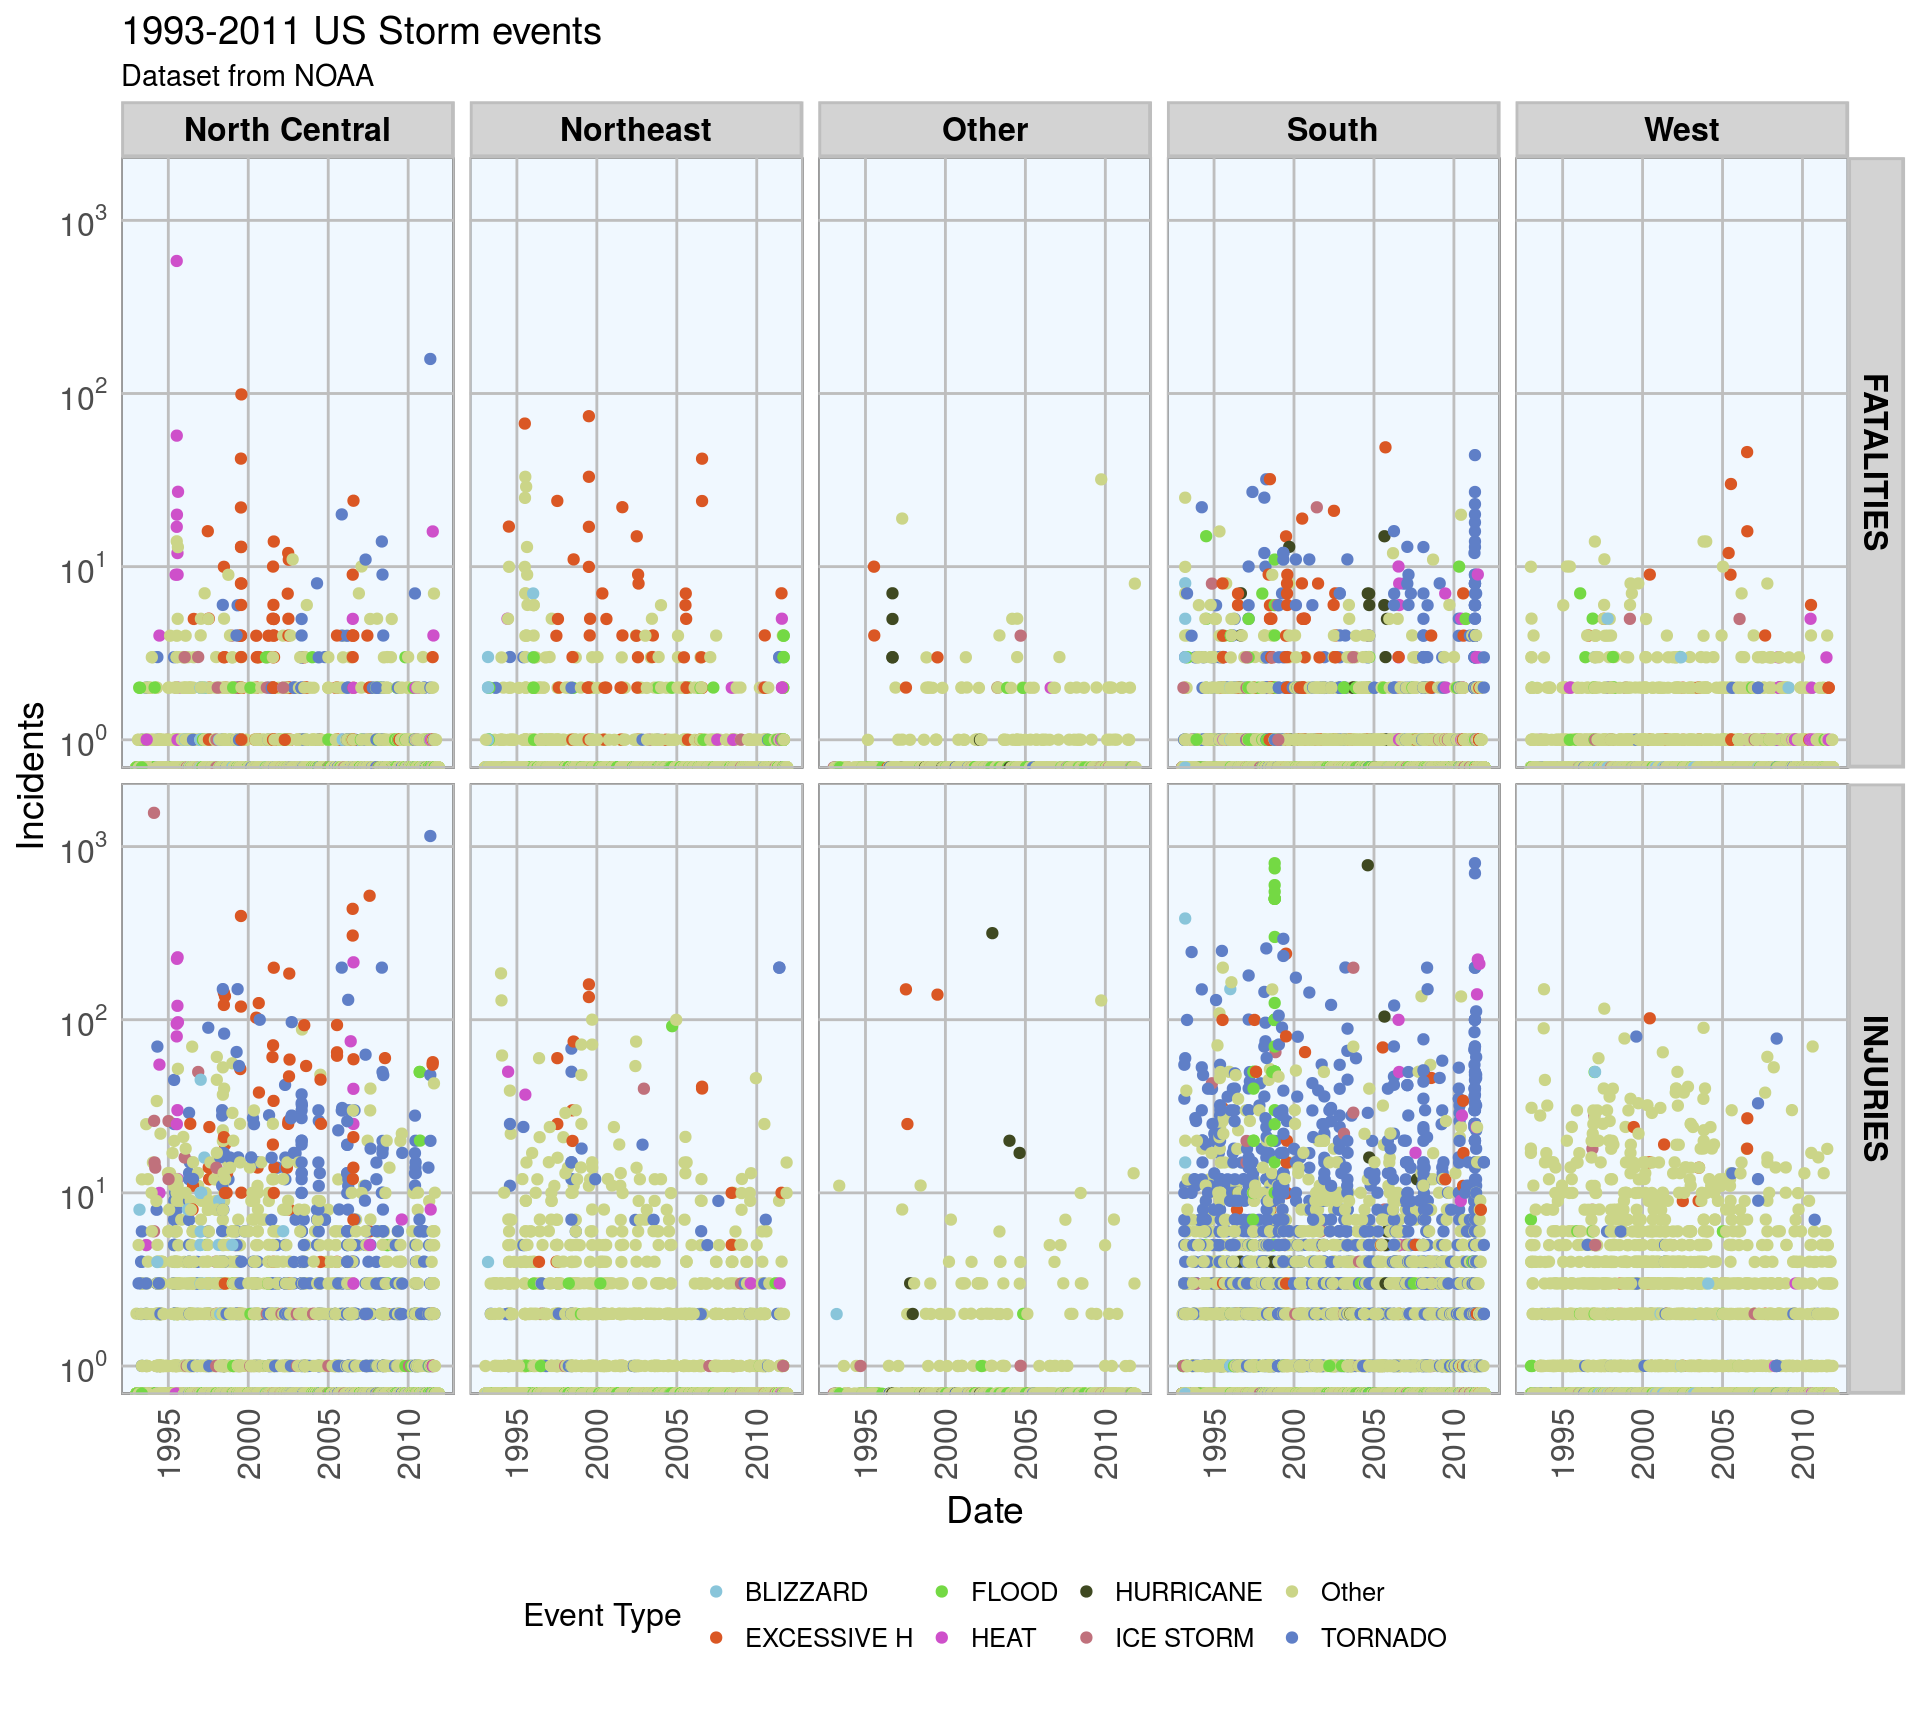 1993-2011 US Storm events
Dataset from NOAA
North Central
Northeast
Other
South
West
10³
10²
10¹
10⁰
FATALITIES
Incidents
10³
10²
10¹
10⁰
INJURIES
1995 2000 2005 2010
1995 2000 2005 2010
1995 2000 2005 2010
1995 2000 2005 2010
1995 2000 2005 2010
Date
Event Type
BLIZZARD FLOOD HURRICANE Other
EXCESSIVE H HEAT ICE STORM TORNADO